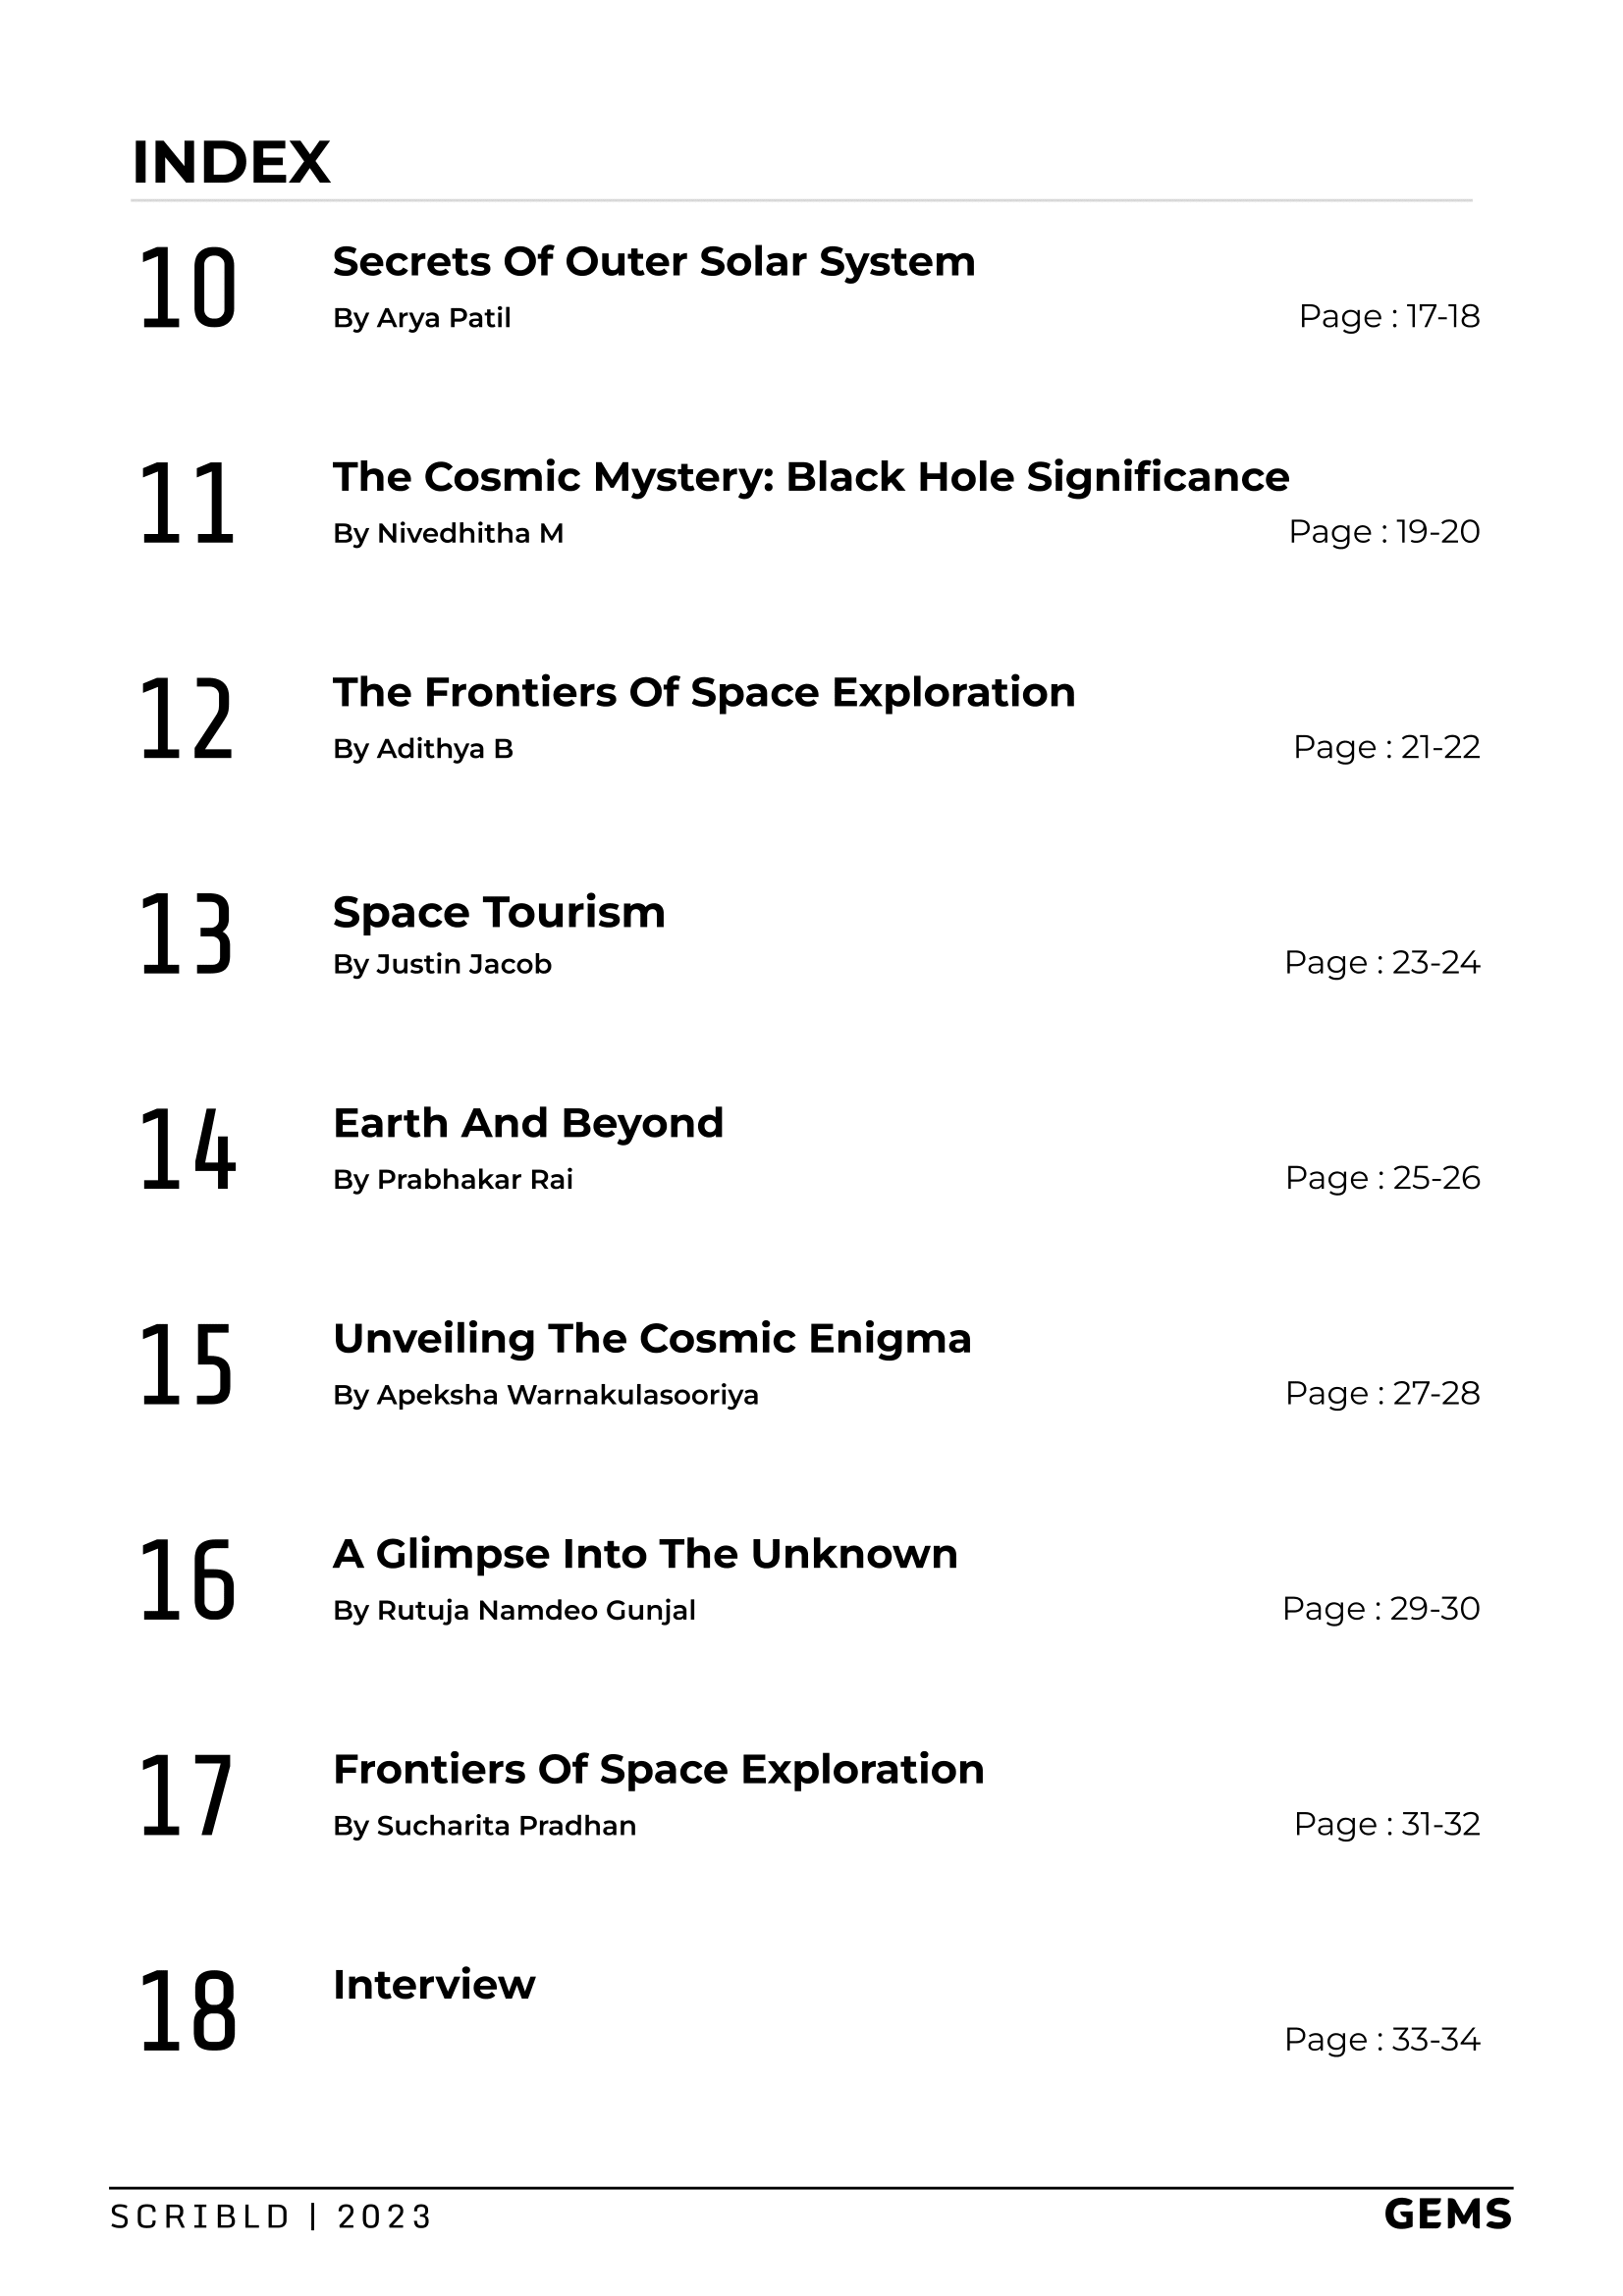 INDEX
10
Secrets Of Outer Solar System
By Arya Patil
Page : 17-18
11
The Cosmic Mystery: Black Hole Significance
By Nivedhitha M
Page : 19-20
12
The Frontiers Of Space Exploration
By Adithya B
Page : 21-22
13
Space Tourism
By Justin Jacob
Page : 23-24
14
Earth And Beyond
By Prabhakar Rai
Page : 25-26
15
Unveiling The Cosmic Enigma
By Apeksha Warnakulasooriya
Page : 27-28
16
A Glimpse Into The Unknown
By Rutuja Namdeo Gunjal
Page : 29-30
17
Frontiers Of Space Exploration
By Sucharita Pradhan
Page : 31-32
18
Interview
Page : 33-34
SCRIBLD | 2023
GEMS